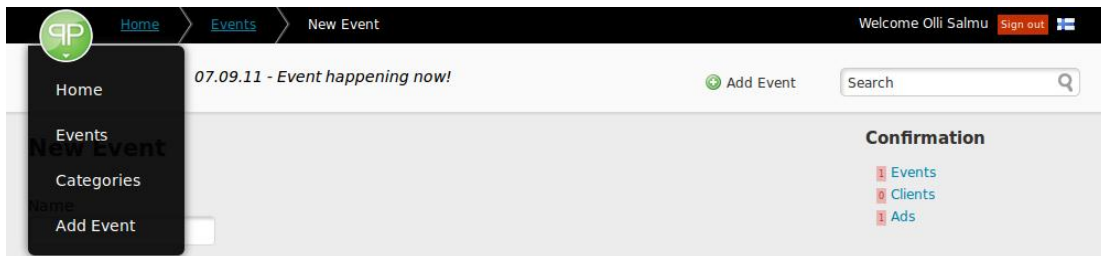 Home
Events
New Event
Welcome Olli Salmu
Sign out
07.09.11 - Event happening now!
Add Event
Search
Home
Events
Categories
Add Event
New Event
Name
Confirmation
1 Events
0 Clients
1 Ads